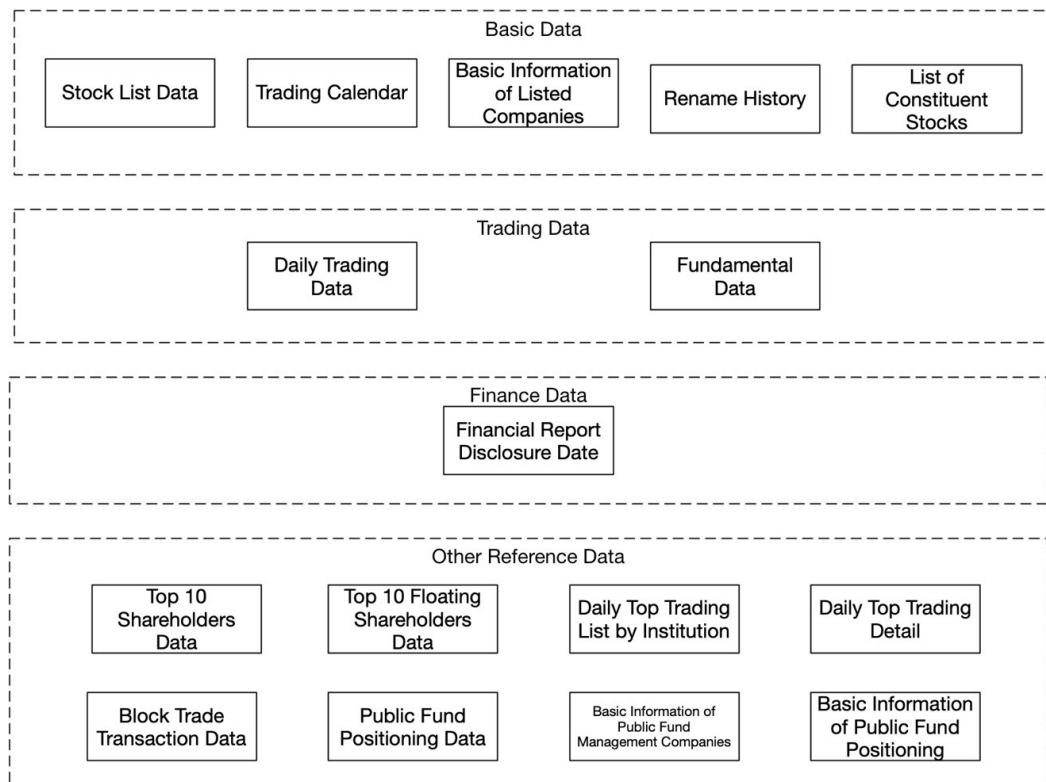 Basic Data
Stock List Data
Trading Calendar
Basic Information
of Listed
Companies
Rename History
List of
Constituent
Stocks
Trading Data
Daily Trading
Data
Fundamental
Data
Finance Data
Financial Report
Disclosure Date
Other Reference Data
Top 10
Shareholders
Data
Top 10 Floating
Shareholders
Data
Daily Top Trading
List by Institution
Daily Top Trading
Detail
Block Trade
Transaction Data
Public Fund
Positioning Data
Basic Information of
Public Fund
Management Companies
Basic Information
of Public Fund
Positioning